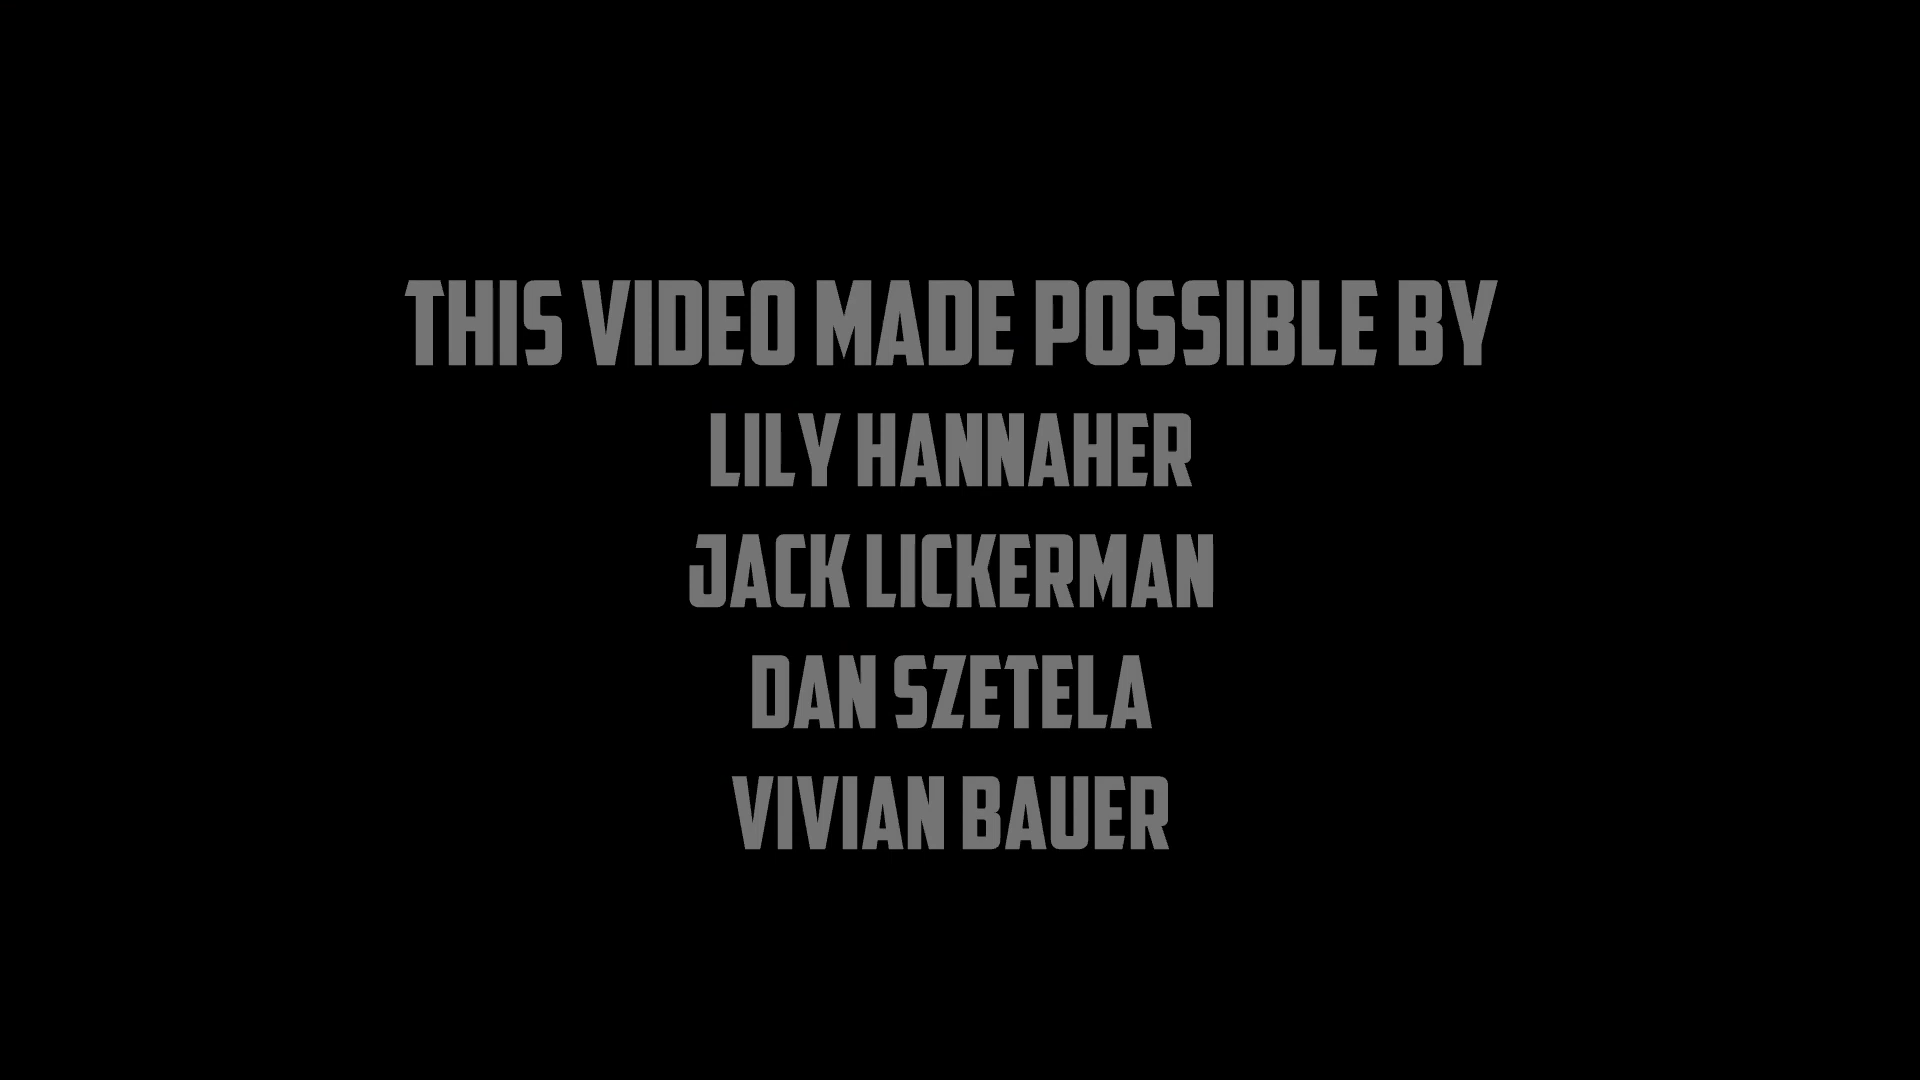 THIS VIDEO MADE POSSIBLE BY
LILY HANNAHER
JACK LICKERMAN
DAN SZETELA
VIVIAN BAUER